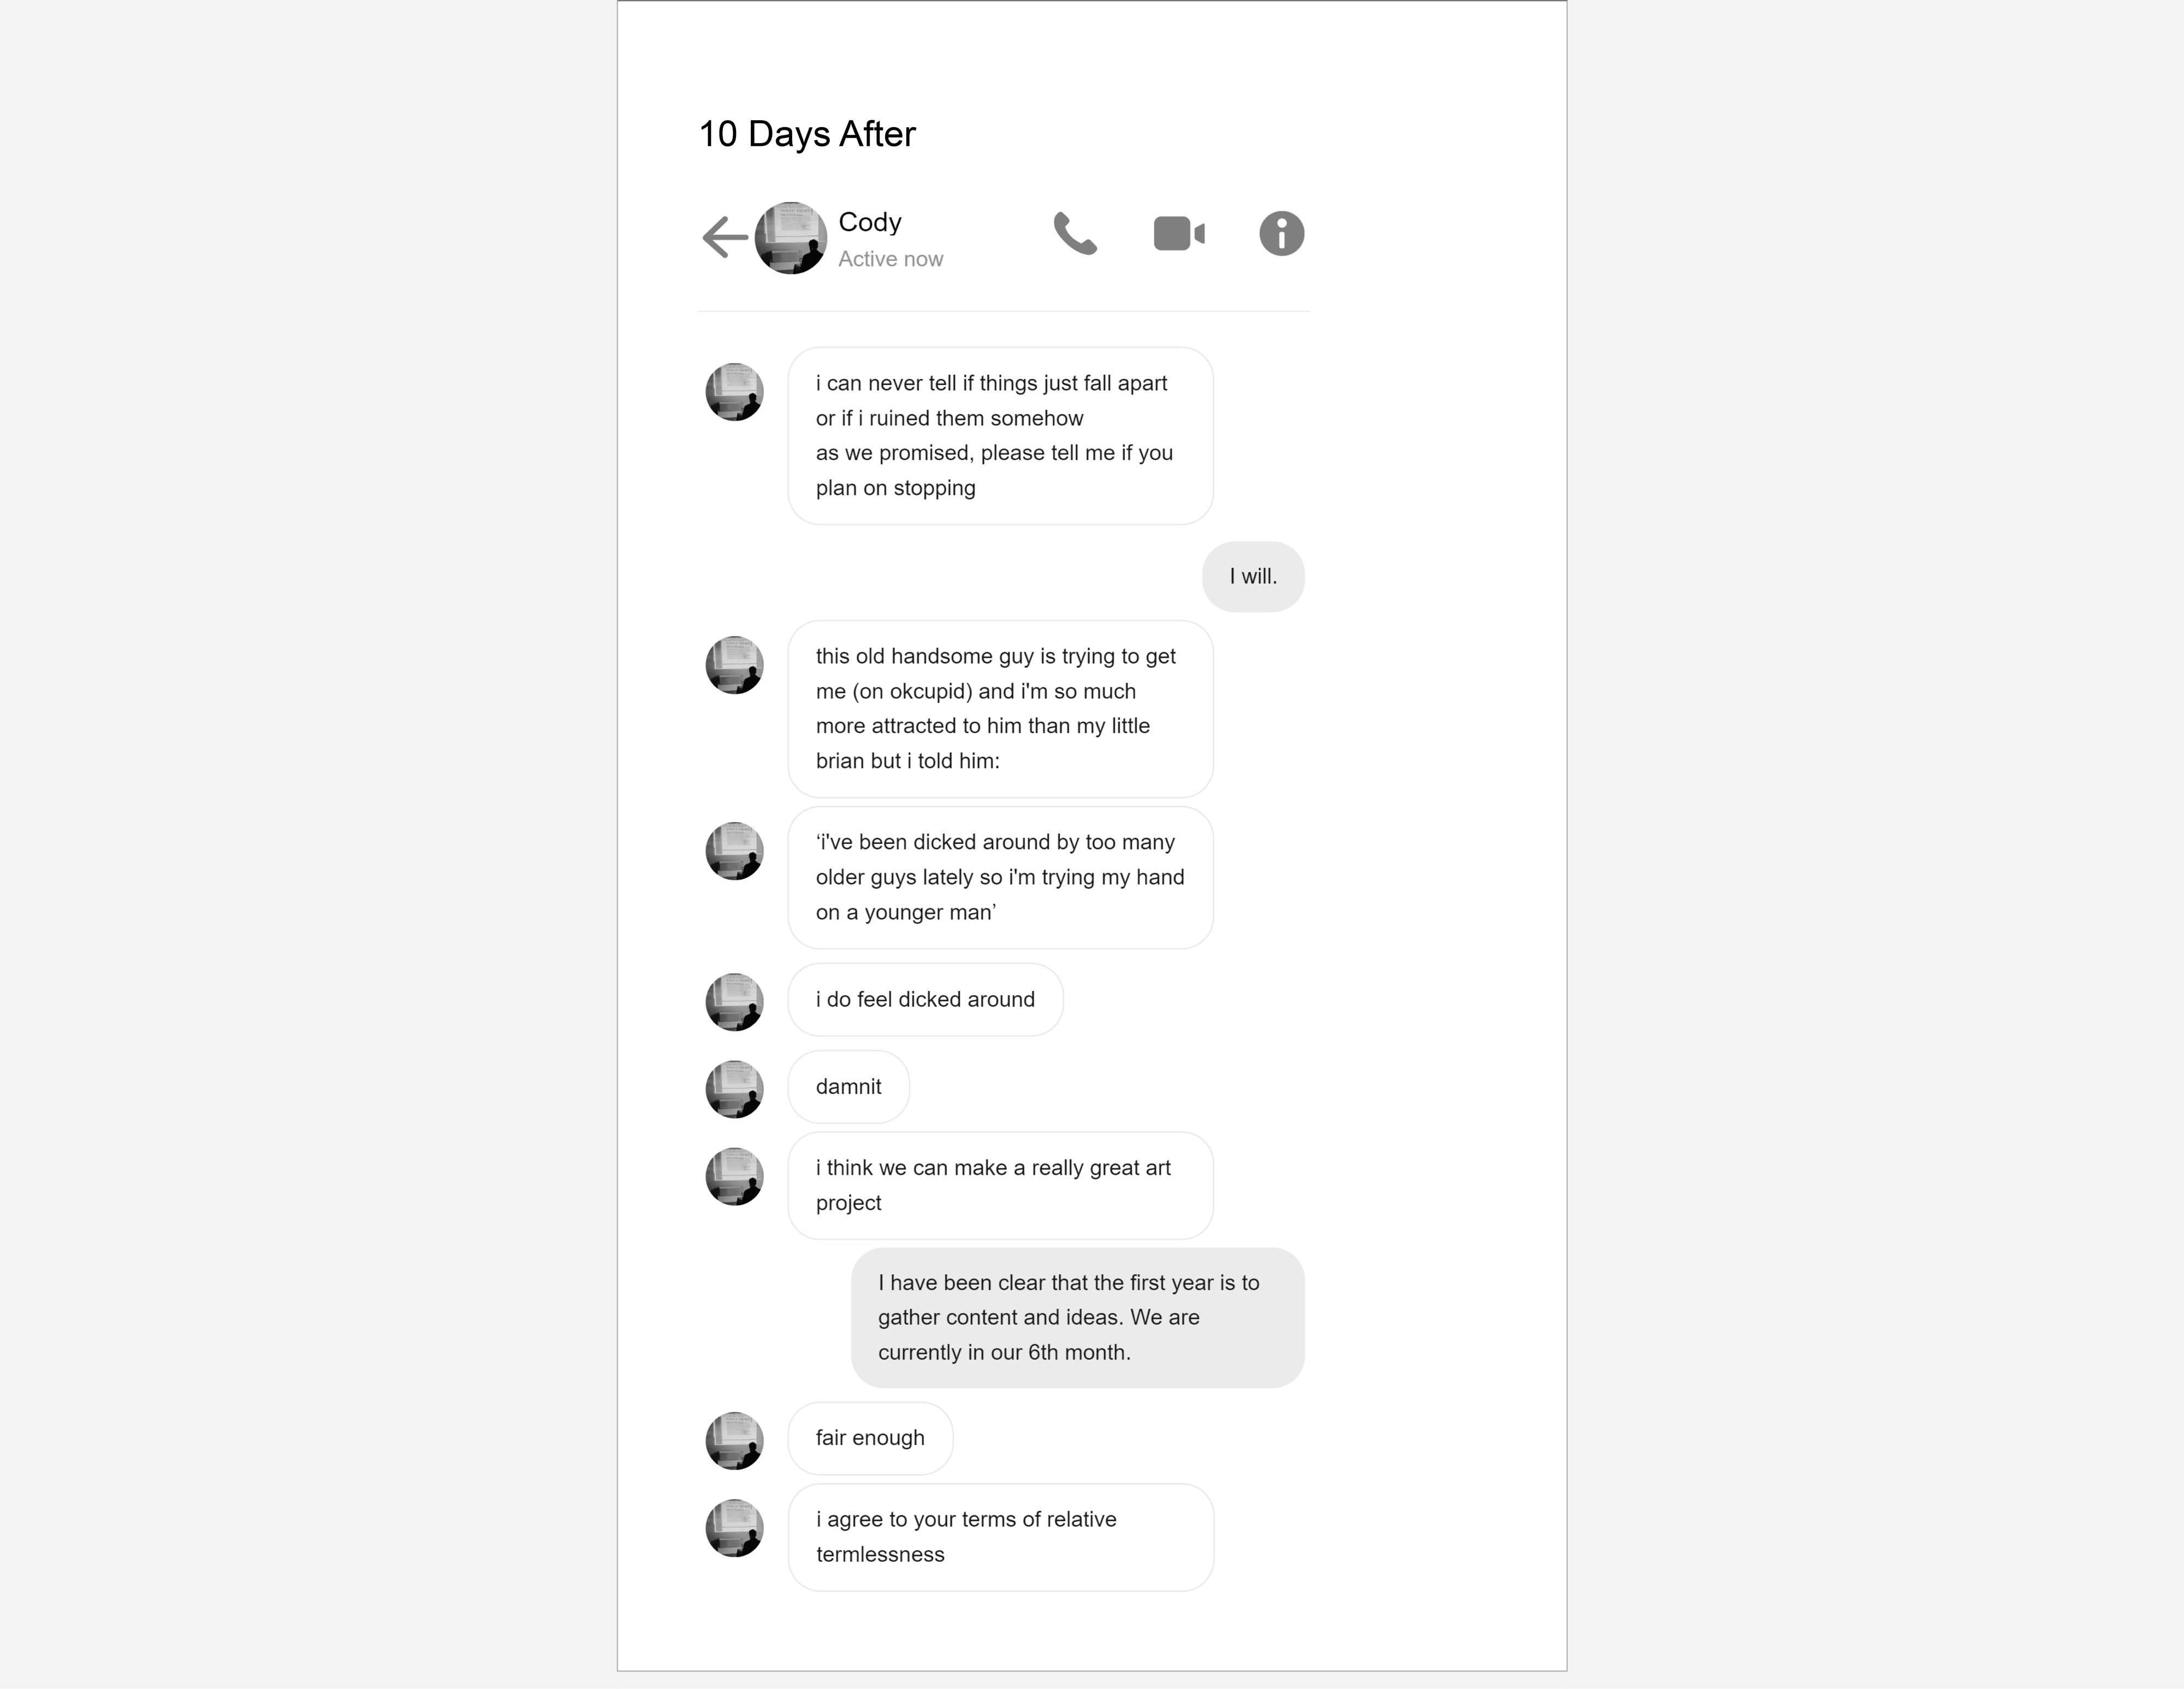 10 Days After
Cody
Active now
i can never tell if things just fall apart
or if i ruined them somehow
as we promised, please tell me if you
plan on stopping
I will.
this old handsome guy is trying to get
me (on okcupid) and i'm so much
more attracted to him than my little
brian but i told him:
‘i've been dicked around by too many
older guys lately so i'm trying my hand
on a younger man’
i do feel dicked around
damnit
i think we can make a really great art
project
I have been clear that the first year is to
gather content and ideas. We are
currently in our 6th month.
fair enough
i agree to your terms of relative
termlessness